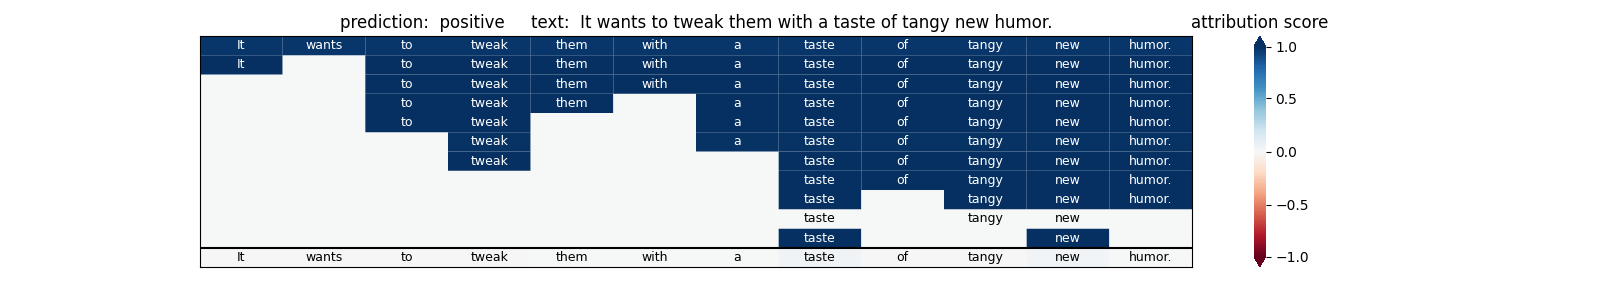 prediction:  positive     text:  It wants to tweak them with a taste of tangy new humor.     attribution score
It wants to tweak them with a taste of tangy new humor. 1.0
It to tweak them with a taste of tangy new humor.
to tweak them with a taste of tangy new humor.
to tweak them a taste of tangy new humor. 0.5
to tweak a taste of tangy new humor.
tweak a taste of tangy new humor.
tweak taste of tangy new humor. 0.0
taste of tangy new humor.
taste tangy new humor. −0.5
taste tangy new
taste new
It wants to tweak them with a taste of tangy new humor. −1.0